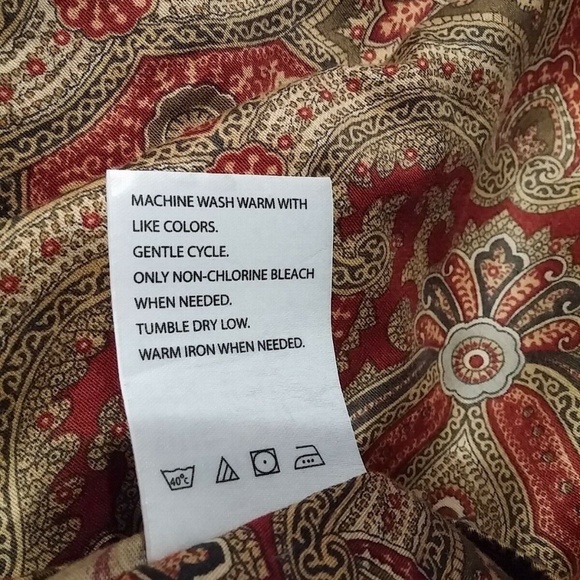 MACHINE WASH WARM WITH
LIKE COLORS.
GENTLE CYCLE.
ONLY NON-CHLORINE BLEACH
WHEN NEEDED.
TUMBLE DRY LOW.
WARM IRON WHEN NEEDED.
40°C